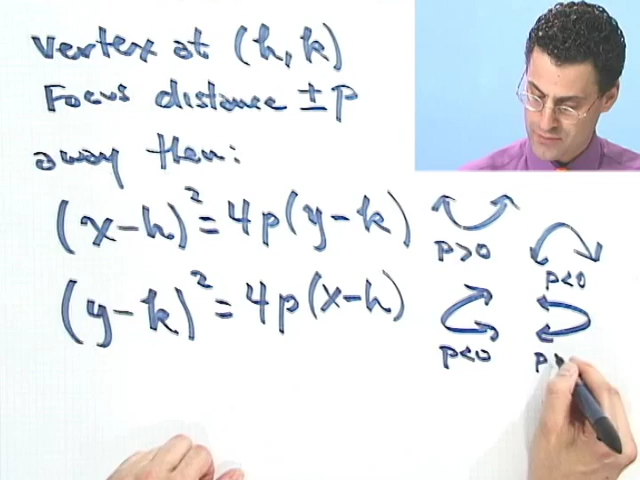 vertex at (h, k)
Focus distance ± p
away then:
(x-h)² = 4p(y-k)
p>0
p<0
(y-k)² = 4p(x-h)
p<0
p